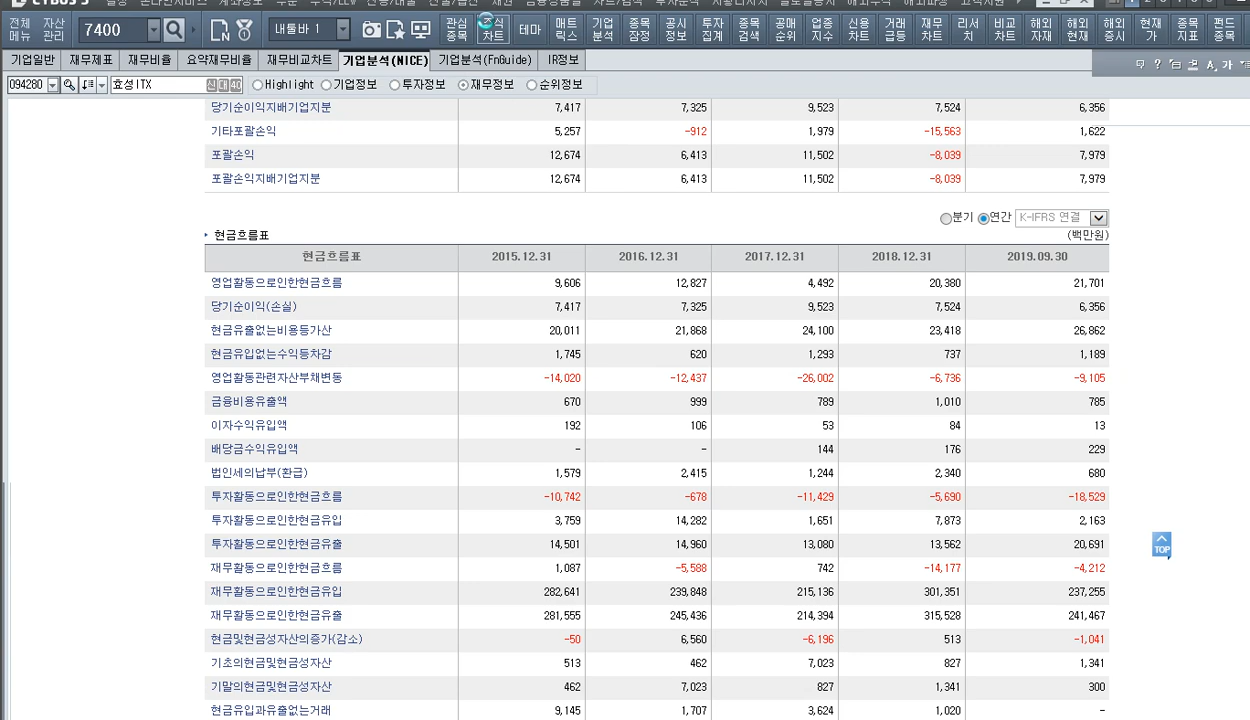 전체메뉴 자산관리 7400 내툴바 1 관심종목 테마 매트릭스 기업분석 종목잠정 공시정보 투자집계 종목검색 공매순위 업종지수 신용차트 거래급등 재무차트 리서치 비교차트 해외자재 해외현재 해외증시 현재가 종목지표 펀드종목
기업일반 재무제표 재무비율 요약재무비율 재무비교차트 기업분석(NICE) 기업분석(FnGuide) IR정보
094280 효성ITX 신 대 40 Highlight 기업정보 투자정보 재무정보 순위정보
당기순이익지배기업지분 7,417 7,325 9,523 7,524 6,356
기타포괄손익 5,257 -912 1,979 -15,563 1,622
포괄손익 12,674 6,413 11,502 -8,039 7,979
포괄손익지배기업지분 12,674 6,413 11,502 -8,039 7,979
분기 연간 K-IFRS 연결
현금흐름표 (백만원)
현금흐름표 2015.12.31 2016.12.31 2017.12.31 2018.12.31 2019.09.30
영업활동으로인한현금흐름 9,606 12,827 4,492 20,380 21,701
당기순이익(손실) 7,417 7,325 9,523 7,524 6,356
현금유출없는비용등가산 20,011 21,868 24,100 23,418 26,862
현금유입없는수익등차감 1,745 620 1,293 737 1,189
영업활동관련자산부채변동 -14,020 -12,437 -26,002 -6,736 -9,105
금융비용유출액 670 999 789 1,010 785
이자수익유입액 192 106 53 84 13
배당금수익유입액 - - 144 176 229
법인세의납부(환급) 1,579 2,415 1,244 2,340 680
투자활동으로인한현금흐름 -10,742 -678 -11,429 -5,690 -18,529
투자활동으로인한현금유입 3,759 14,282 1,651 7,873 2,163
투자활동으로인한현금유출 14,501 14,960 13,080 13,562 20,691
재무활동으로인한현금흐름 1,087 -5,588 742 -14,177 -4,212
재무활동으로인한현금유입 282,641 239,848 215,136 301,351 237,255
재무활동으로인한현금유출 281,555 245,436 214,394 315,528 241,467
현금및현금성자산의증가(감소) -50 6,560 -6,196 513 -1,041
기초의현금및현금성자산 513 462 7,023 827 1,341
기말의현금및현금성자산 462 7,023 827 1,341 300
현금유입과유출없는거래 9,145 1,707 3,624 1,020 -
TOP